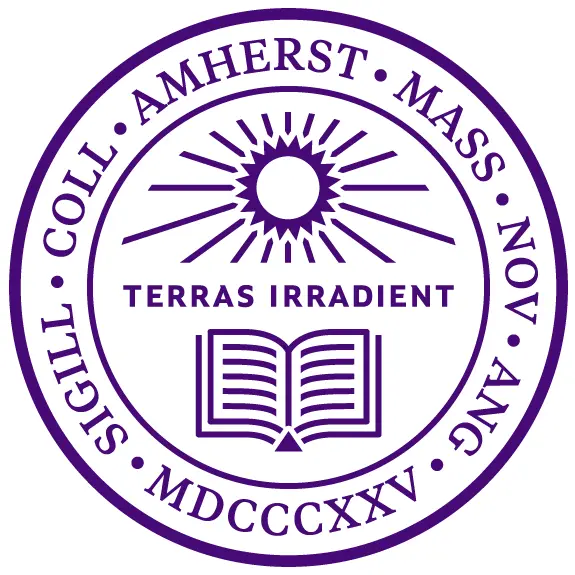 SIGILL • COLL • AMHERST • MASS • NOV • ANG • MDCCCXXV •
TERRAS IRRADIENT